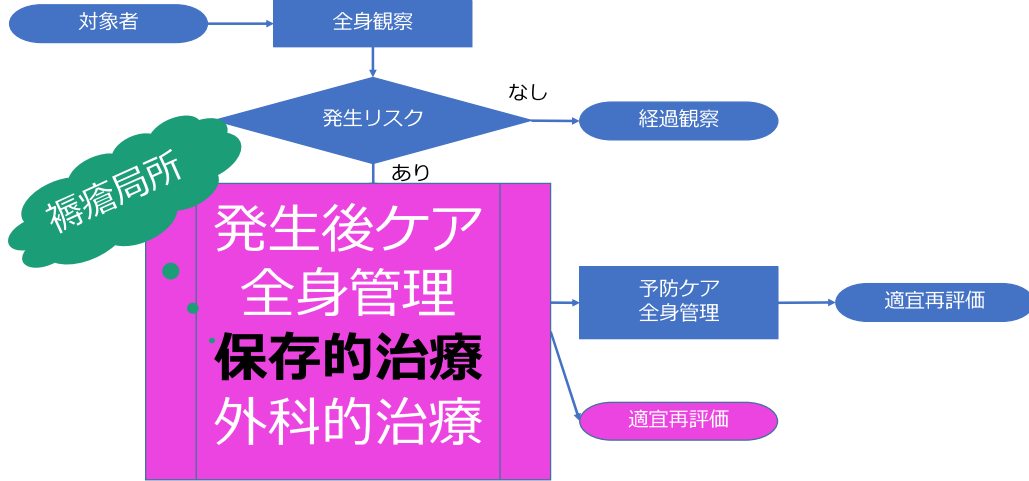 対象者
全身観察
発生リスク
なし
経過観察
あり
褥瘡局所
発生後ケア
全身管理
保存的治療
外科的治療
予防ケア
全身管理
適宜再評価
適宜再評価